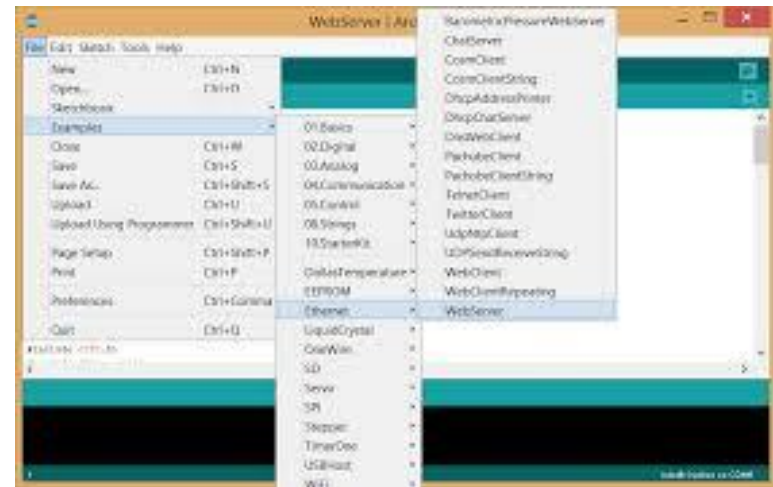 WebServer | Ar
File Edit Sketch Tools Help
New Ctrl+N
Open... Ctrl+O
Sketchbook
Examples
Close Ctrl+W
Save Ctrl+S
Save As... Ctrl+Shift+S
Upload Ctrl+U
Upload Using Programmer Ctrl+Shift+U
Page Setup Ctrl+Shift+P
Print Ctrl+P
Preferences Ctrl+Comma
Quit Ctrl+Q
01.Basics
02.Digital
03.Analog
04.Communication
05.Control
08.Strings
10.StarterKit
DallasTemperature
EEPROM
Ethernet
LiquidCrystal
OneWire
SD
Servo
SPI
Stepper
TimerOne
USBHost
WiFi
BarometricPressureWebServer
ChatServer
CosmClient
CosmClientString
DhcpAddressPrinter
DhcpChatServer
DnsWebClient
PachubeClient
PachubeClientString
TelnetClient
TwitterClient
UdpNtpClient
UDPSendReceiveString
WebClient
WebClientRepeating
WebServer